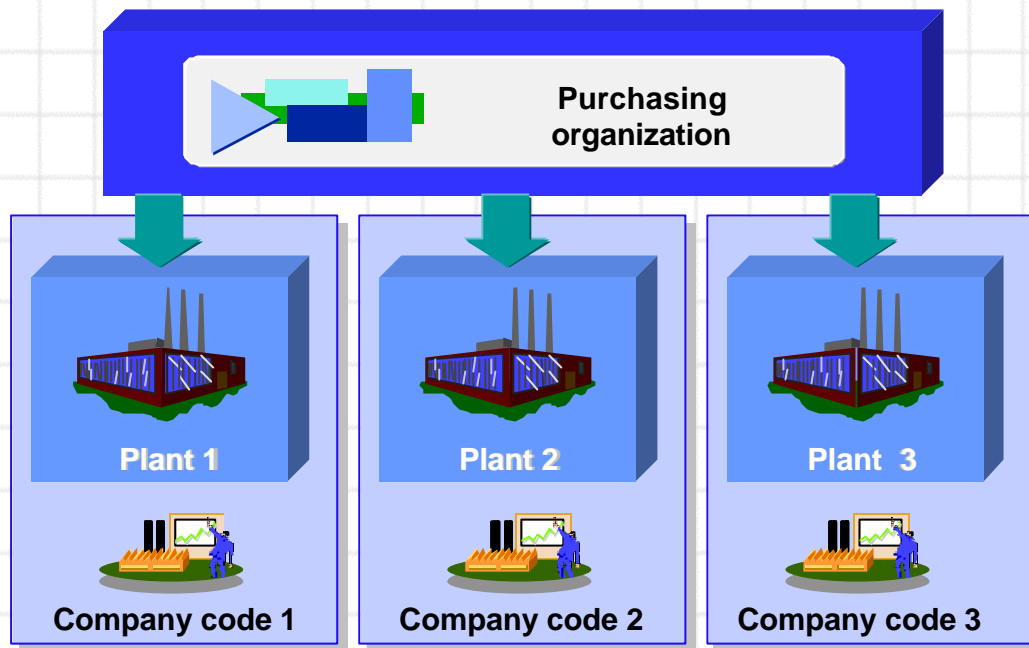 Purchasing
organization
Plant 1
Plant 2
Plant 3
Company code 1
Company code 2
Company code 3